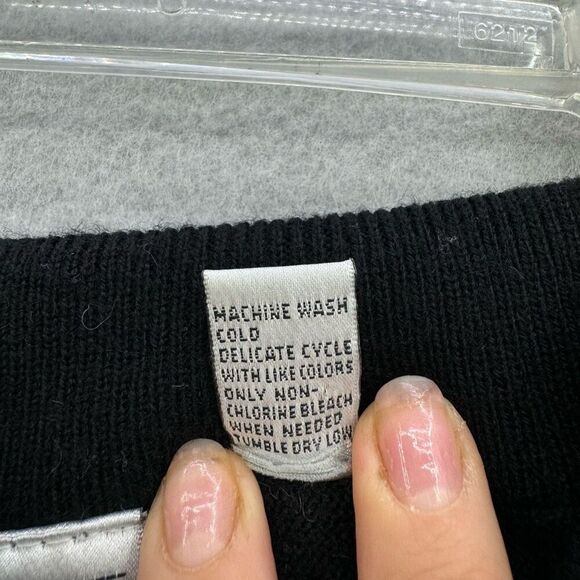 6212
MACHINE WASH
COLD
DELICATE CYCLE
WITH LIKE COLORS
ONLY NON-
CHLORINE BLEACH
WHEN NEEDED
TUMBLE DRY LOW